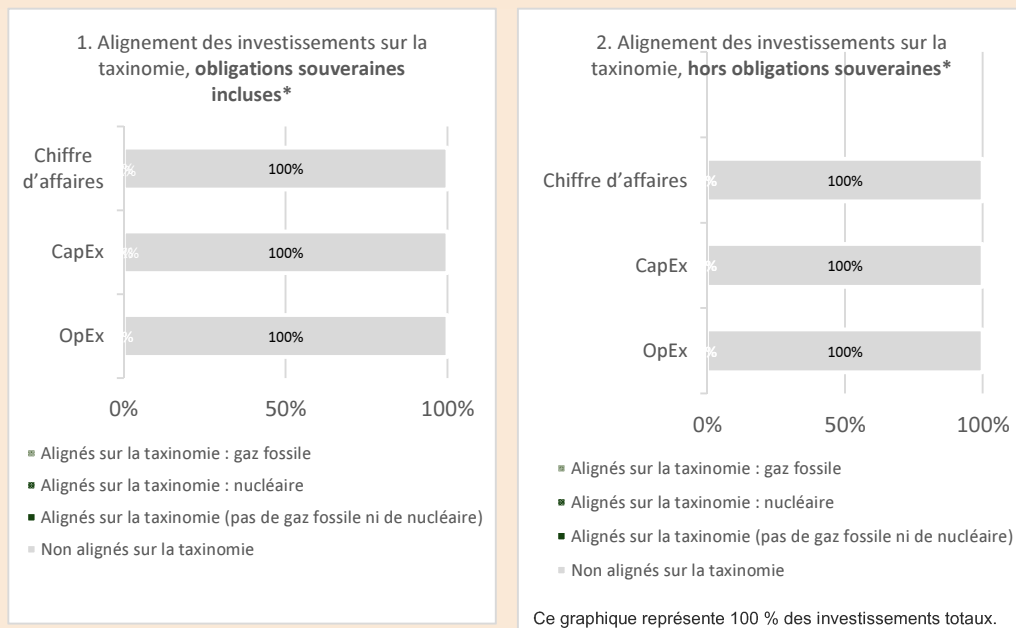 1. Alignement des investissements sur la
taxinomie, obligations souveraines
incluses*
Chiffre
d’affaires
100%
CapEx
100%
OpEx
100%
0%
50%
100%
Alignés sur la taxinomie : gaz fossile
Alignés sur la taxinomie : nucléaire
Alignés sur la taxinomie (pas de gaz fossile ni de nucléaire)
Non alignés sur la taxinomie
2. Alignement des investissements sur la
taxinomie, hors obligations souveraines*
Chiffre d’affaires
100%
CapEx
100%
OpEx
100%
0%
50%
100%
Alignés sur la taxinomie : gaz fossile
Alignés sur la taxinomie : nucléaire
Alignés sur la taxinomie (pas de gaz fossile ni de nucléaire)
Non alignés sur la taxinomie
Ce graphique représente 100 % des investissements totaux.